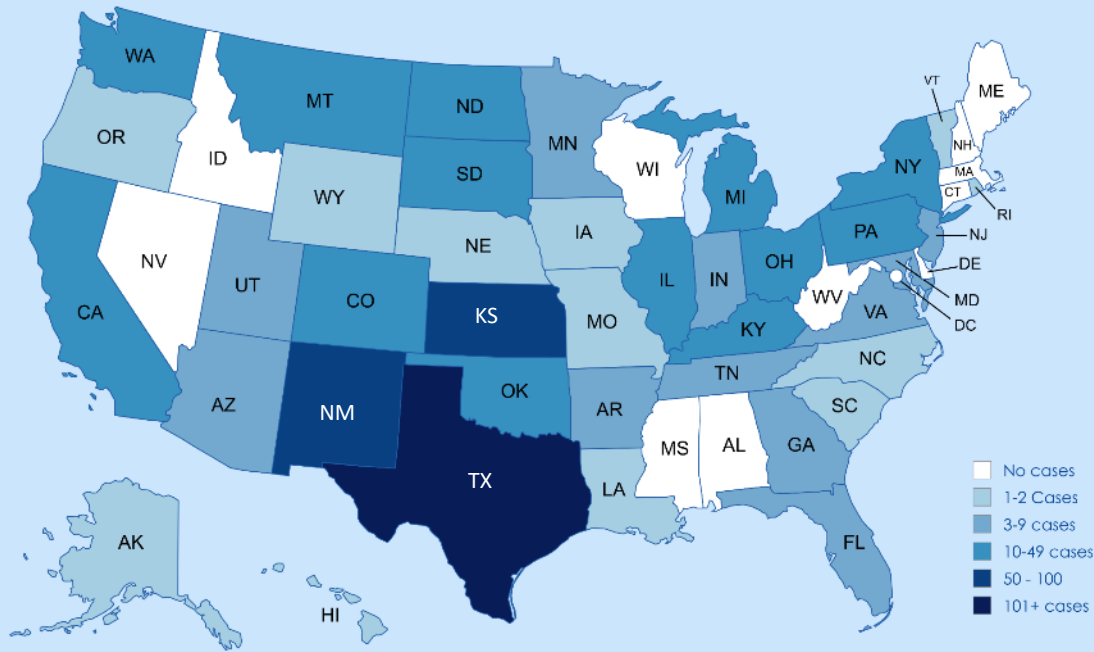 WA
MT
ND
MN
OR
ID
WY
SD
WI
MI
NY
VT
ME
NH
MA
CT
RI
NJ
DE
MD
DC
NV
UT
CO
NE
IA
IL
IN
OH
PA
WV
VA
CA
KS
MO
KY
AZ
NM
OK
AR
TN
NC
SC
TX
LA
MS
AL
GA
FL
AK
HI
No cases
1-2 Cases
3-9 cases
10-49 cases
50 - 100
101+ cases